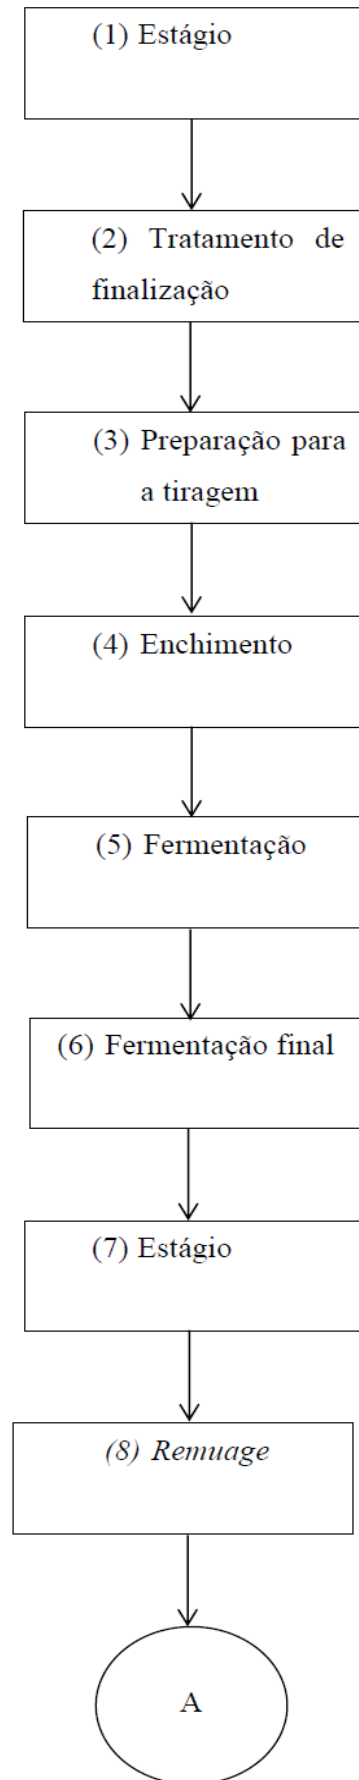 (1) Estágio
(2) Tratamento de
finalização
(3) Preparação para
a tiragem
(4) Enchimento
(5) Fermentação
(6) Fermentação final
(7) Estágio
(8) Remuage
A